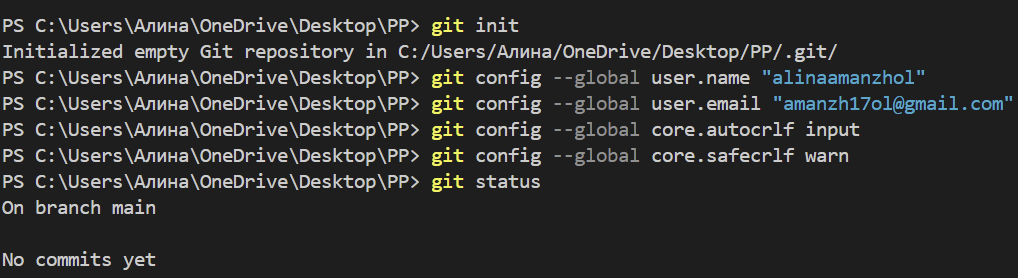 PS C:\Users\Алина\OneDrive\Desktop\PP> git init
Initialized empty Git repository in C:/Users/Алина/OneDrive/Desktop/PP/.git/
PS C:\Users\Алина\OneDrive\Desktop\PP> git config --global user.name "alinaamanzhol"
PS C:\Users\Алина\OneDrive\Desktop\PP> git config --global user.email "amanzh17ol@gmail.com"
PS C:\Users\Алина\OneDrive\Desktop\PP> git config --global core.autocrlf input
PS C:\Users\Алина\OneDrive\Desktop\PP> git config --global core.safecrlf warn
PS C:\Users\Алина\OneDrive\Desktop\PP> git status
On branch main
No commits yet